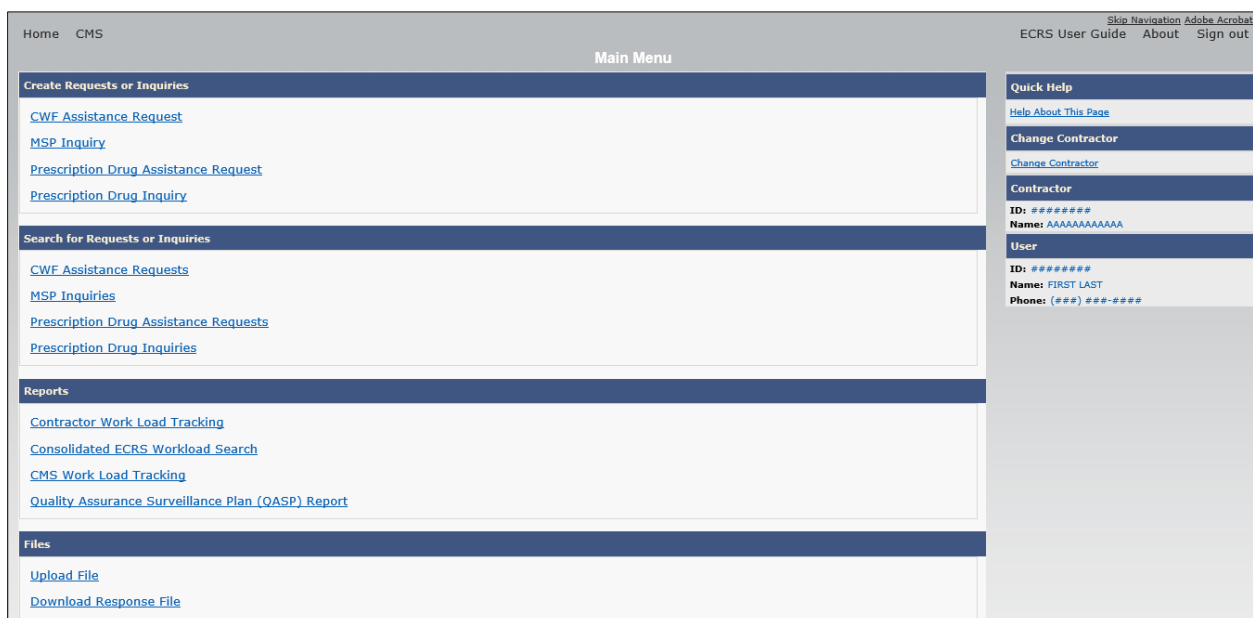 Skip Navigation Adobe Acrobat
Home CMS ECRS User Guide About Sign out
Main Menu
Create Requests or Inquiries
CWF Assistance Request
MSP Inquiry
Prescription Drug Assistance Request
Prescription Drug Inquiry
Search for Requests or Inquiries
CWF Assistance Requests
MSP Inquiries
Prescription Drug Assistance Requests
Prescription Drug Inquiries
Reports
Contractor Work Load Tracking
Consolidated ECRS Workload Search
CMS Work Load Tracking
Quality Assurance Surveillance Plan (QASP) Report
Files
Upload File
Download Response File
Quick Help
Help About This Page
Change Contractor
Change Contractor
Contractor
ID: ########
Name: AAAAAAAAAAAA
User
ID: ########
Name: FIRST LAST
Phone: (###) ###-####